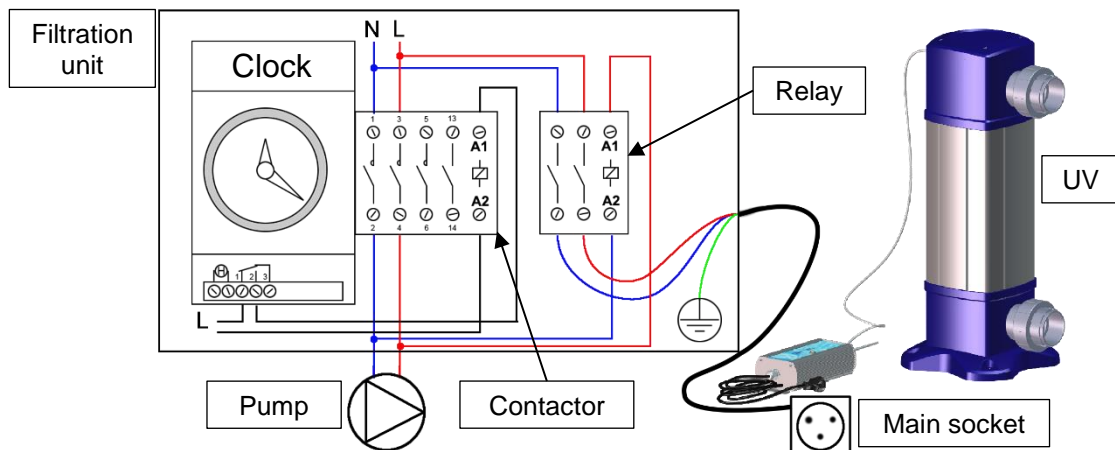 Filtration
unit
N L
Clock
Relay
1 3 5 13
A1
A2
2 4 6 14
A1
A2
UV
H 1 2 3
L
Pump
Contactor
Main socket